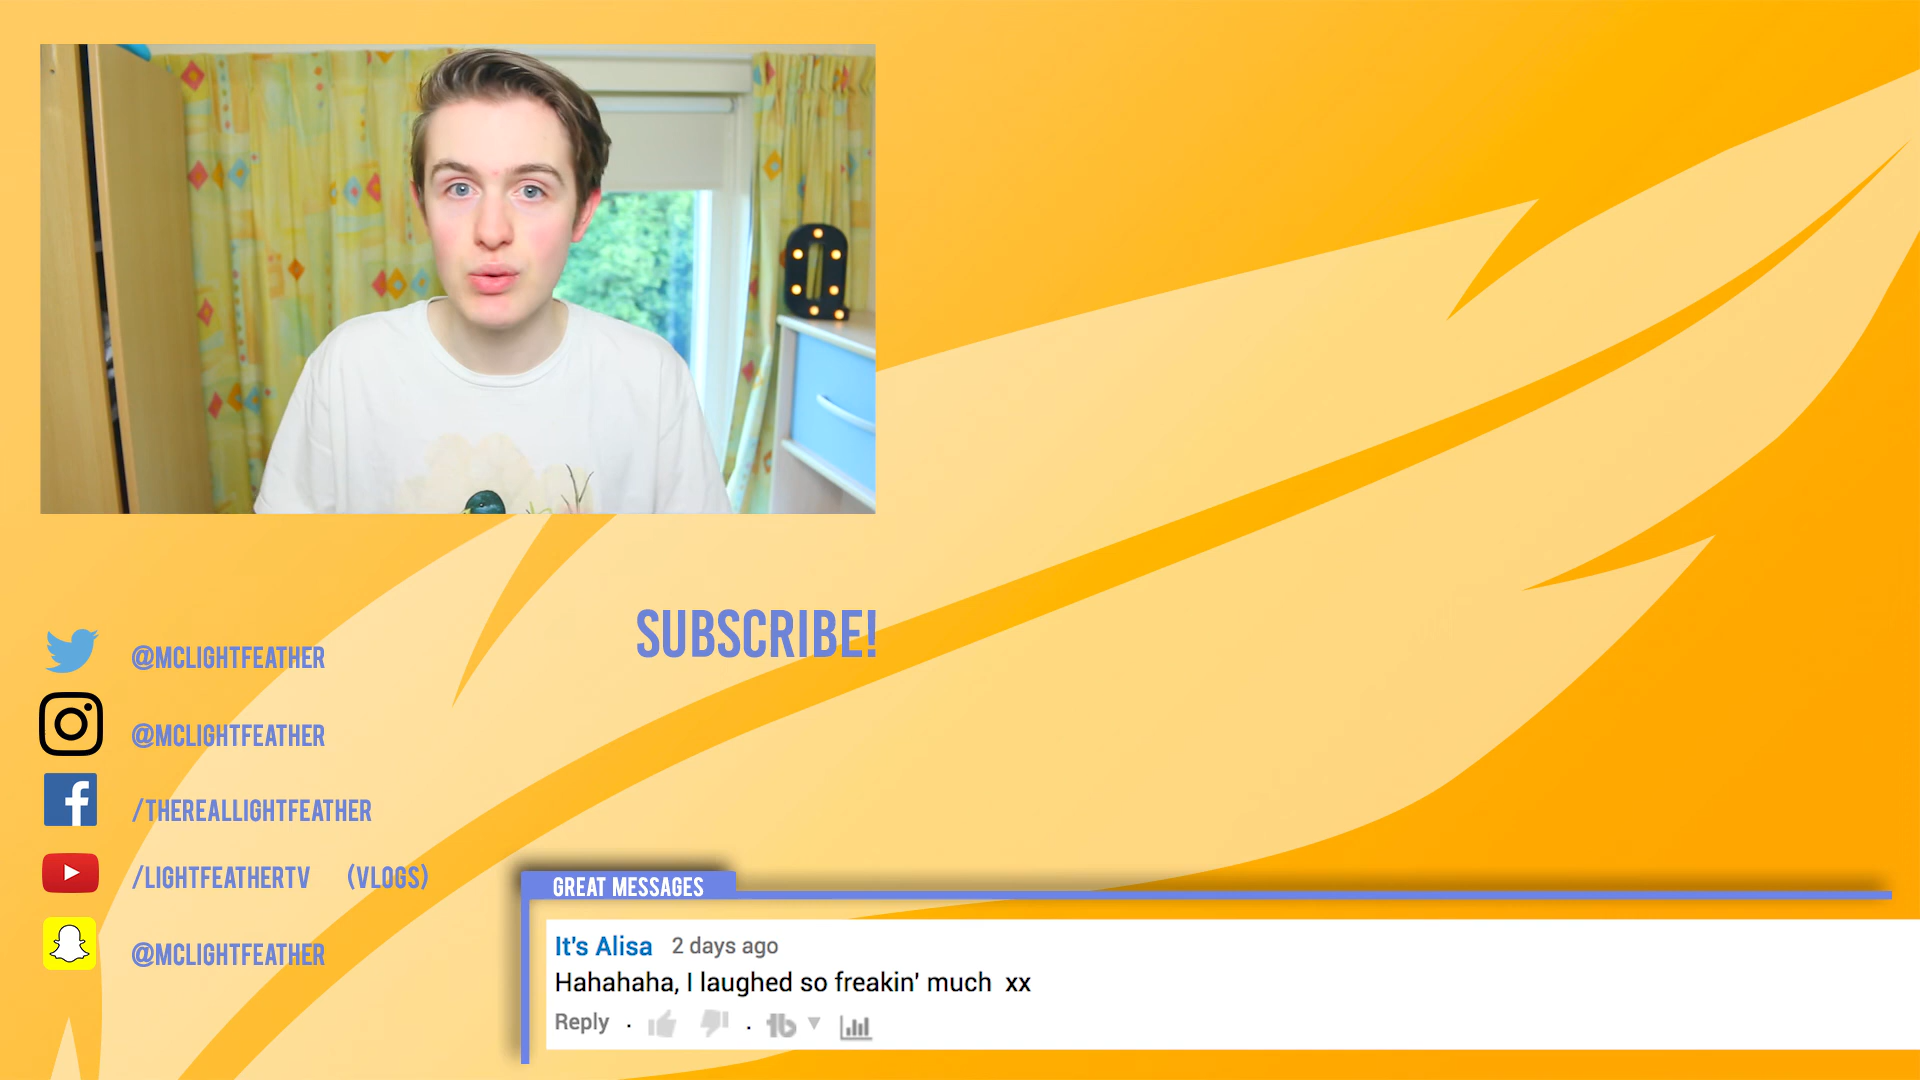 SUBSCRIBE!
@MCLIGHTFEATHER
@MCLIGHTFEATHER
/THEREALLIGHTFEATHER
/LIGHTFEATHERTV (VLOGS)
@MCLIGHTFEATHER
GREAT MESSAGES
It's Alisa 2 days ago
Hahahaha, I laughed so freakin' much xx
Reply